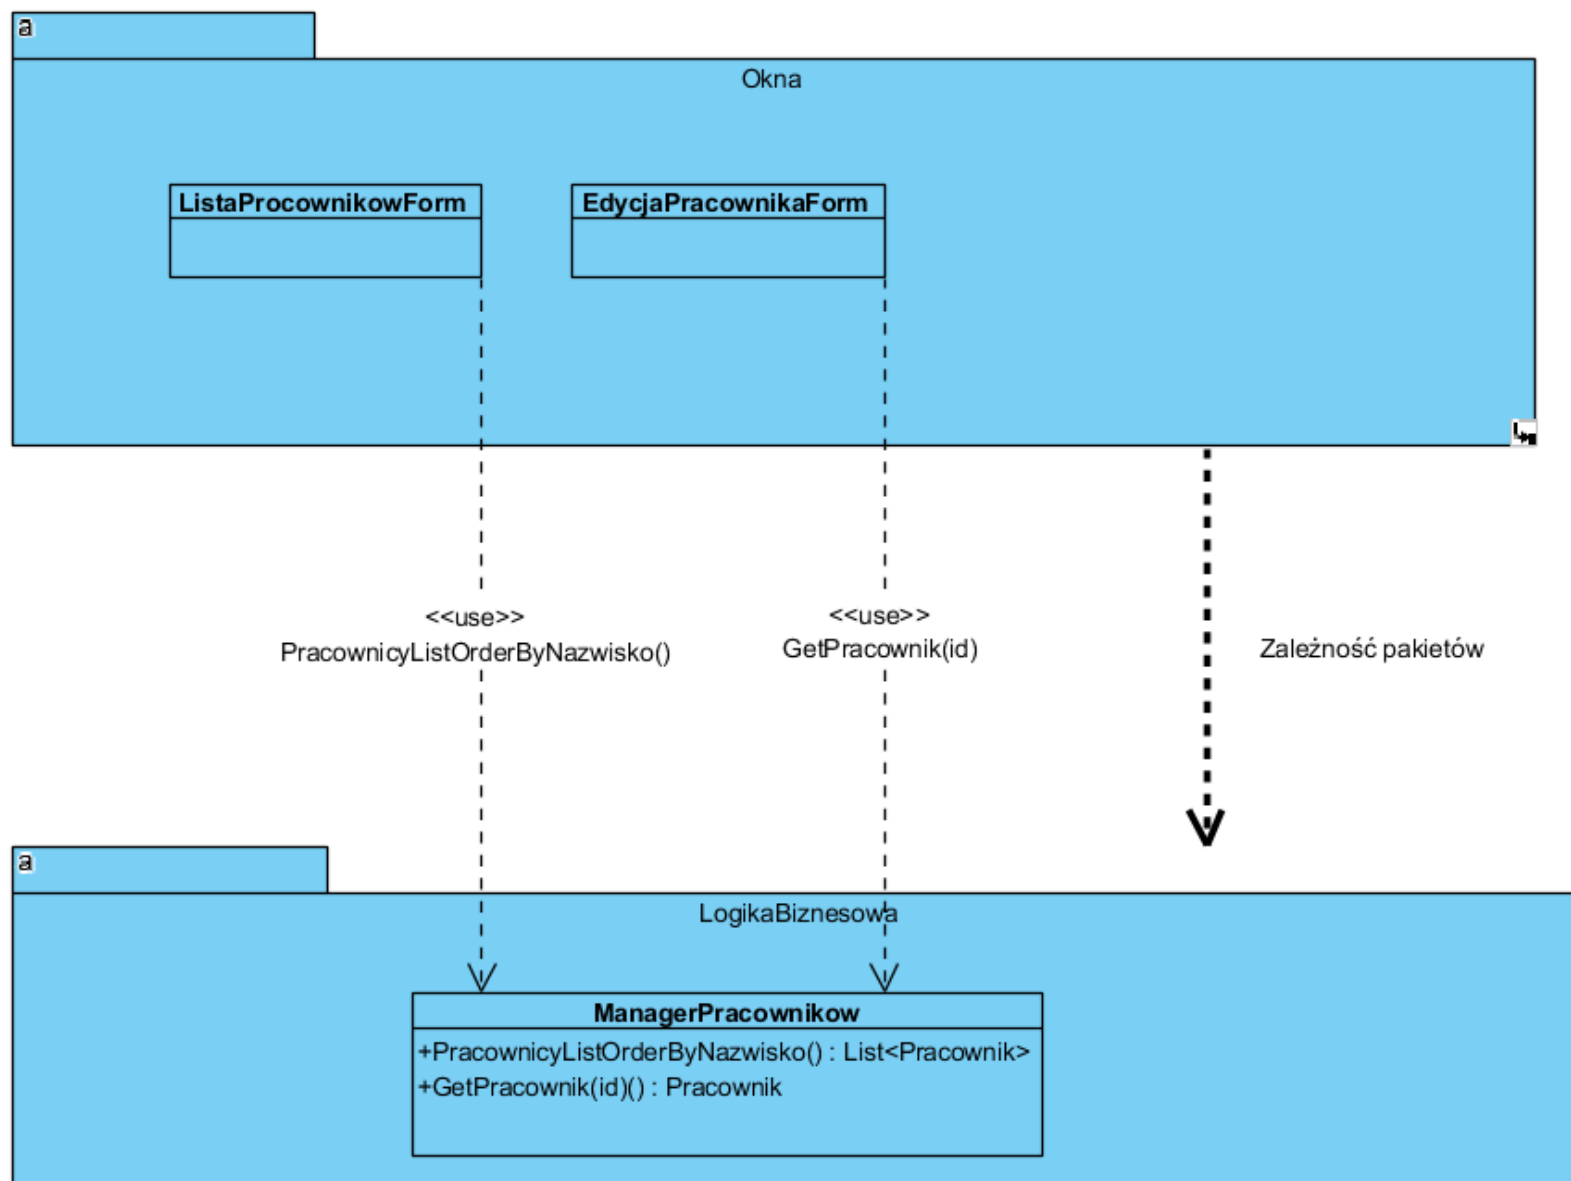 a
Okna
ListaProcownikowForm
EdycjaPracownikaForm
<<use>>
PracownicyListOrderByNazwisko()
<<use>>
GetPracownik(id)
Zależność pakietów
a
LogikaBiznesowa
ManagerPracownikow
+PracownicyListOrderByNazwisko() : List<Pracownik>
+GetPracownik(id)() : Pracownik